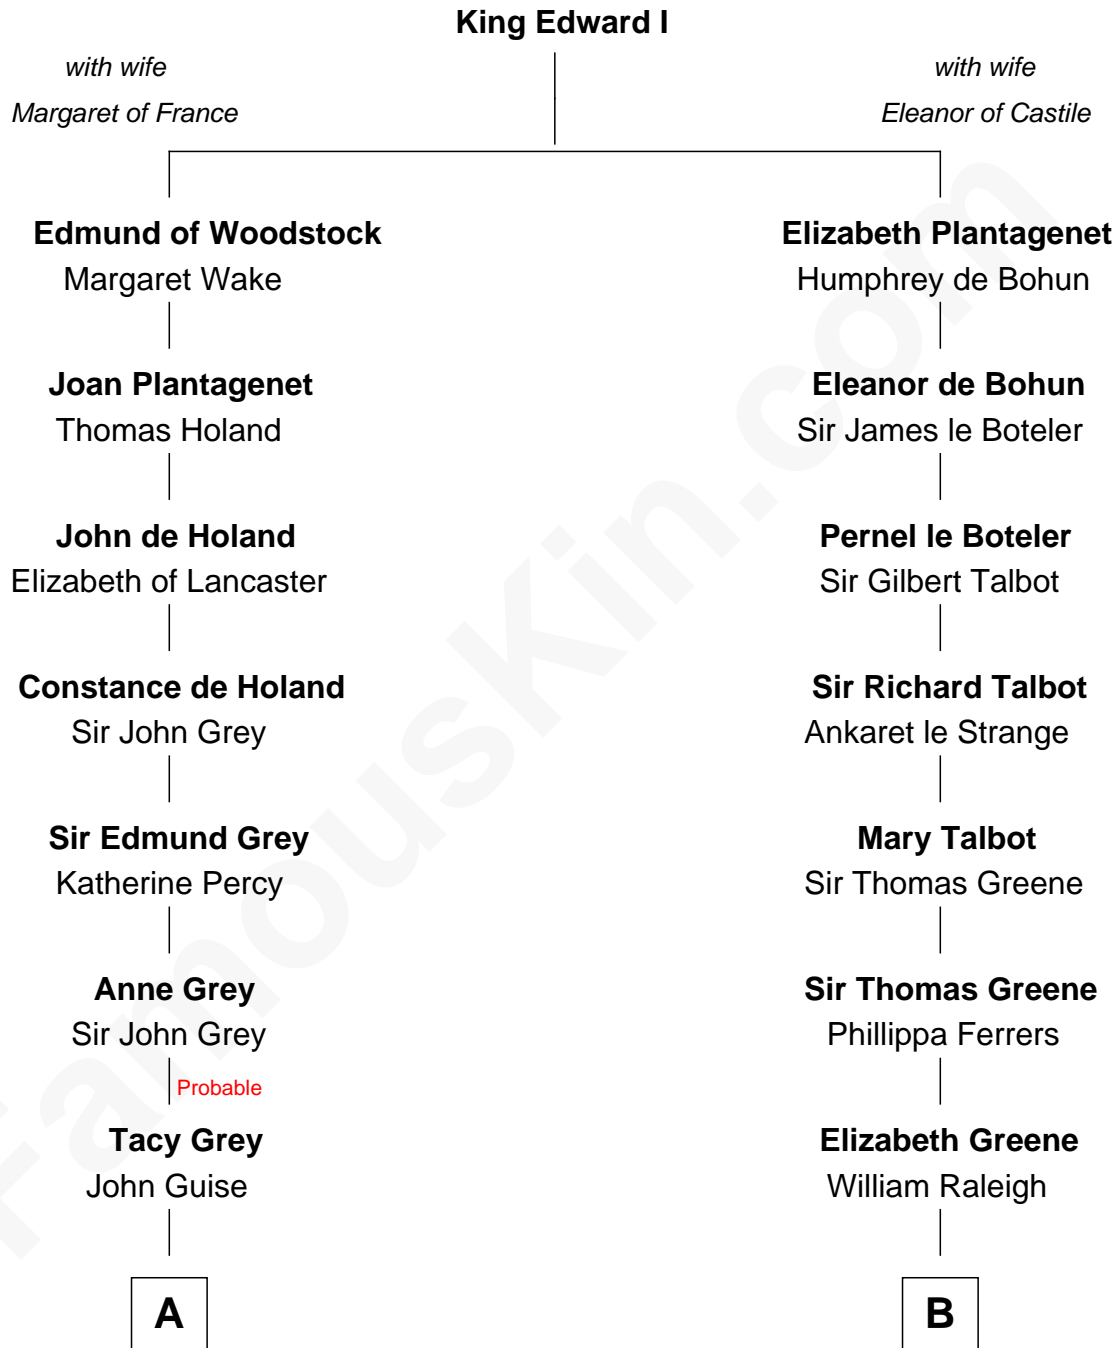 King Edward I
with wife
Margaret of France
with wife
Eleanor of Castile
Edmund of Woodstock
Margaret Wake
Elizabeth Plantagenet
Humphrey de Bohun
Joan Plantagenet
Thomas Holand
Eleanor de Bohun
Sir James le Boteler
John de Holand
Elizabeth of Lancaster
Pernel le Boteler
Sir Gilbert Talbot
Constance de Holand
Sir John Grey
Sir Richard Talbot
Ankaret le Strange
Sir Edmund Grey
Katherine Percy
Mary Talbot
Sir Thomas Greene
Anne Grey
Sir John Grey
Sir Thomas Greene
Phillippa Ferrers
Probable
Tacy Grey
John Guise
Elizabeth Greene
William Raleigh
A
B
FamousKin.com